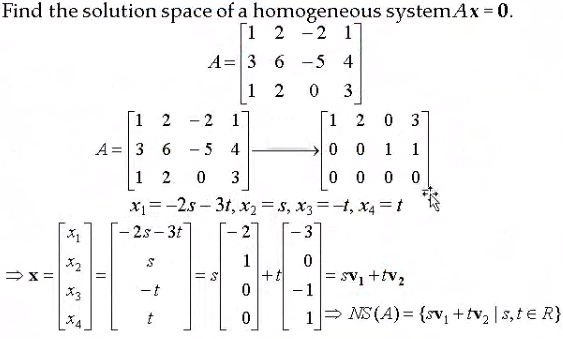 Find the solution space of a homogeneous system Ax = 0.
A = [1 2 -2 1
3 6 -5 4
1 2 0 3]
A = [1 2 -2 1 [1 2 0 3
3 6 -5 4 → 0 0 1 1
1 2 0 3] 0 0 0 0]
x₁ = -2s - 3t, x₂ = s, x₃ = -t, x₄ = t
⇒ x = [x₁ x₂ x₃ x₄] = [-2s - 3t s -t t] = s[-2 1 0 0] + t[-3 0 -1 1] = sv₁ + tv₂
⇒ NS(A) = {sv₁ + tv₂ | s, t ∈ R}